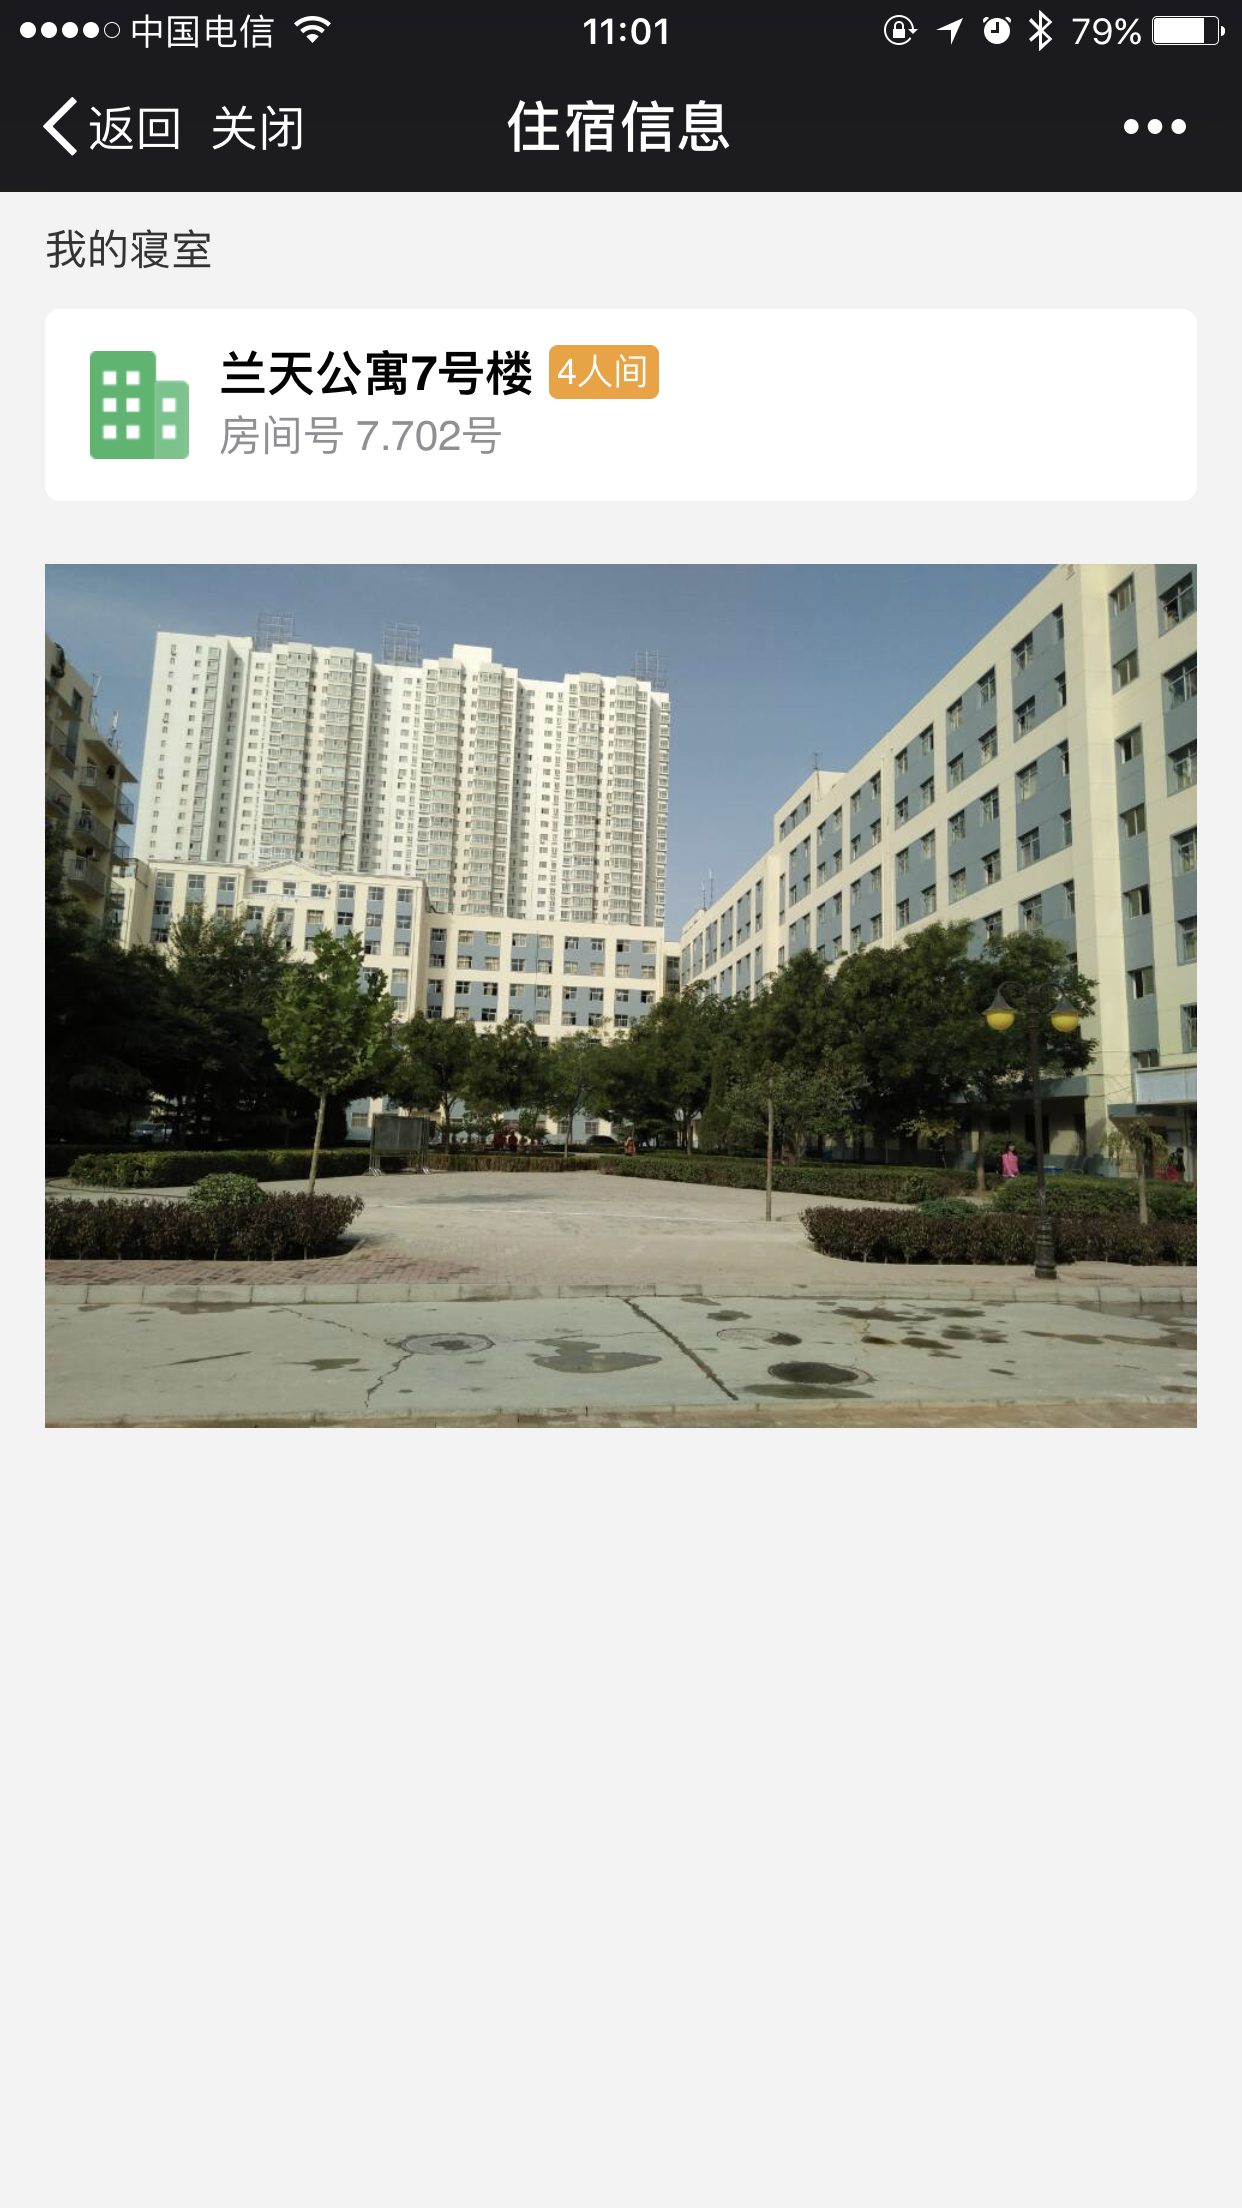 中国电信 11:01 79%
返回 关闭 住宿信息
我的寝室
兰天公寓7号楼 4人间
房间号 7.702号